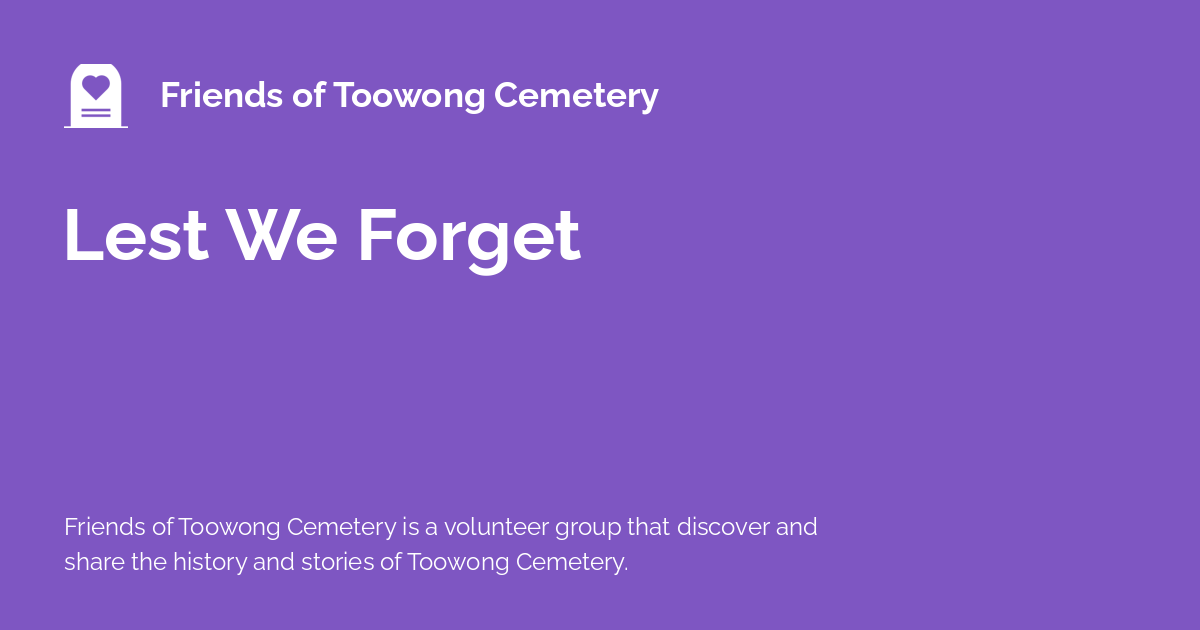 Friends of Toowong Cemetery
Lest We Forget
Friends of Toowong Cemetery is a volunteer group that discover and
share the history and stories of Toowong Cemetery.